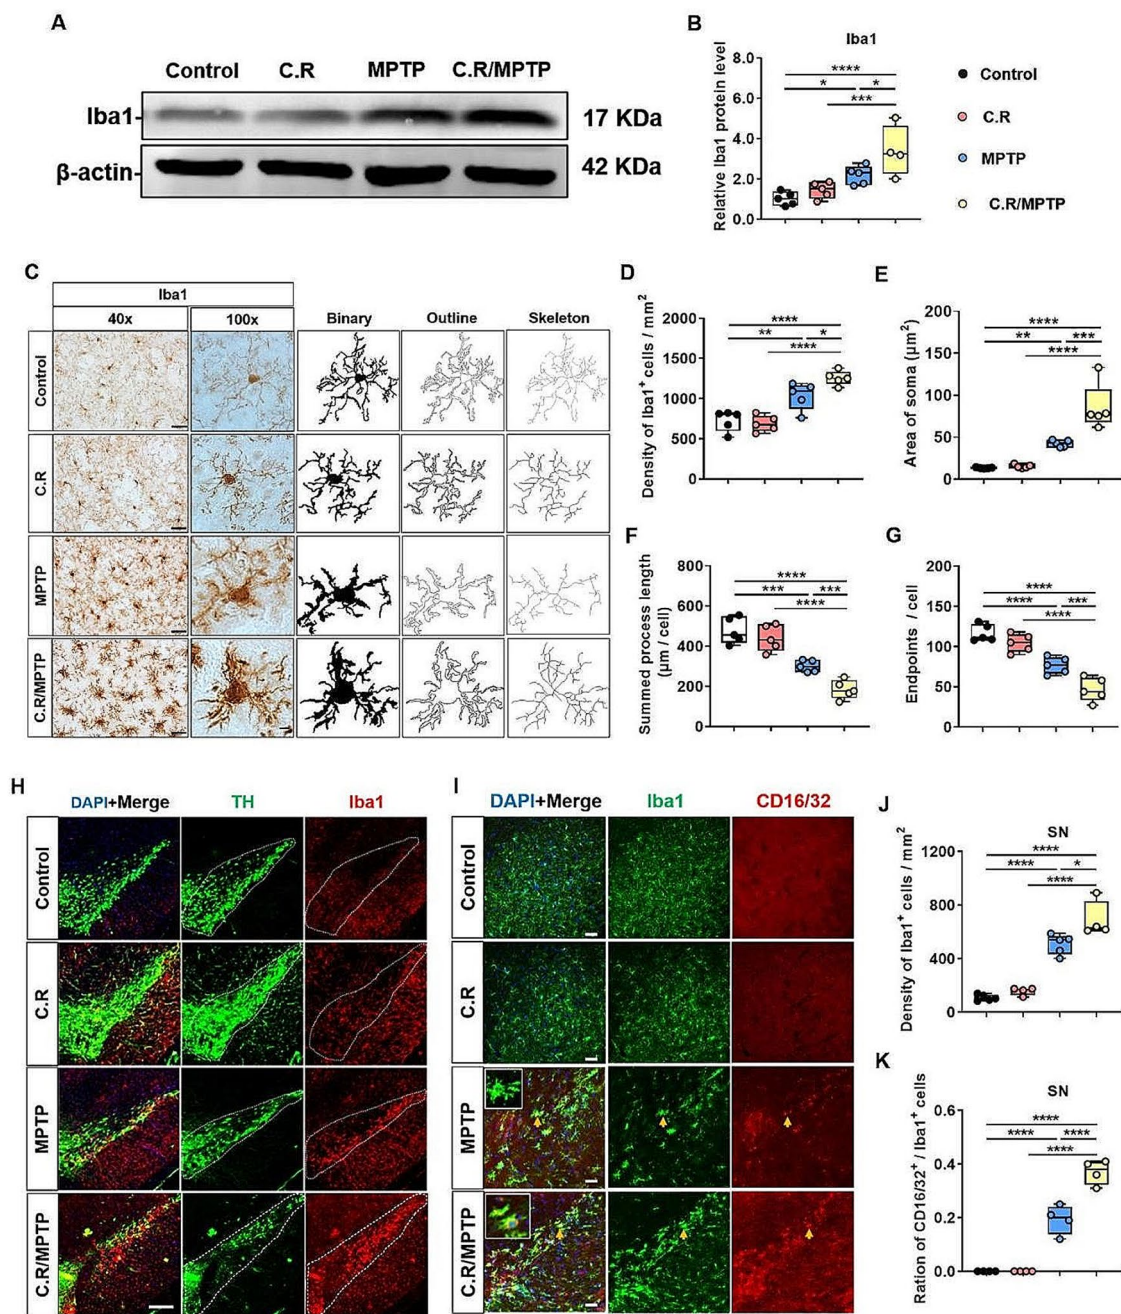 A
Control C.R MPTP C.R/MPTP
Iba1- 17 KDa
β-actin- 42 KDa
B
Iba1
Relative Iba1 protein level
8.0
6.0
4.0
2.0
0.0
****
* *
***
Control
C.R
MPTP
C.R/MPTP
C
Iba1
40x 100x Binary Outline Skeleton
Control
C.R
MPTP
C.R/MPTP
D
Density of Iba1⁺ cells / mm²
2000
1500
1000
500
0
****
** *
****
E
Area of soma (µm²)
200
150
100
50
0
****
** ***
****
F
Summed process length
(µm / cell)
800
600
400
200
0
****
*** ***
****
G
Endpoints / cell
200
150
100
50
0
****
**** ***
****
H
DAPI+Merge TH Iba1
Control
C.R
MPTP
C.R/MPTP
I
DAPI+Merge Iba1 CD16/32
Control
C.R
MPTP
C.R/MPTP
J
SN
Density of Iba1⁺ cells / mm²
1200
800
400
0
****
**** *
****
K
SN
Ration of CD16/32⁺ / Iba1⁺ cells
0.6
0.4
0.2
0.0
****
**** ****
****